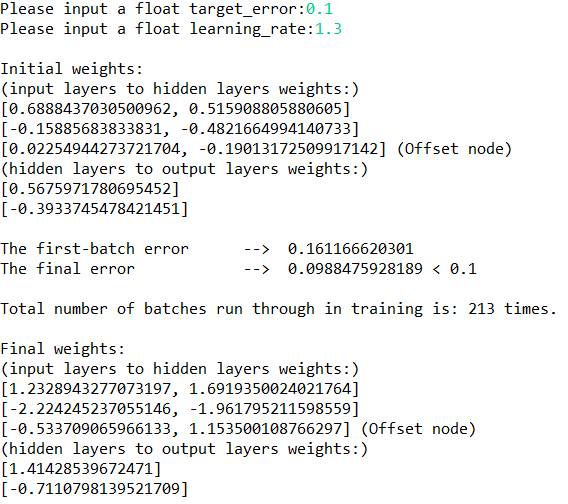 Please input a float target_error:0.1
Please input a float learning_rate:1.3
Initial weights:
(input layers to hidden layers weights:)
[0.6888437030500962, 0.515908805880605]
[-0.15885683833831, -0.4821664994140733]
[0.02254944273721704, -0.19013172509917142] (Offset node)
(hidden layers to output layers weights:)
[0.5675971780695452]
[-0.3933745478421451]
The first-batch error --> 0.161166620301
The final error --> 0.0988475928189 < 0.1
Total number of batches run through in training is: 213 times.
Final weights:
(input layers to hidden layers weights:)
[1.2328943277073197, 1.6919350024021764]
[-2.224245237055146, -1.961795211598559]
[-0.533709065966133, 1.153500108766297] (Offset node)
(hidden layers to output layers weights:)
[1.41428539672471]
[-0.7110798139521709]